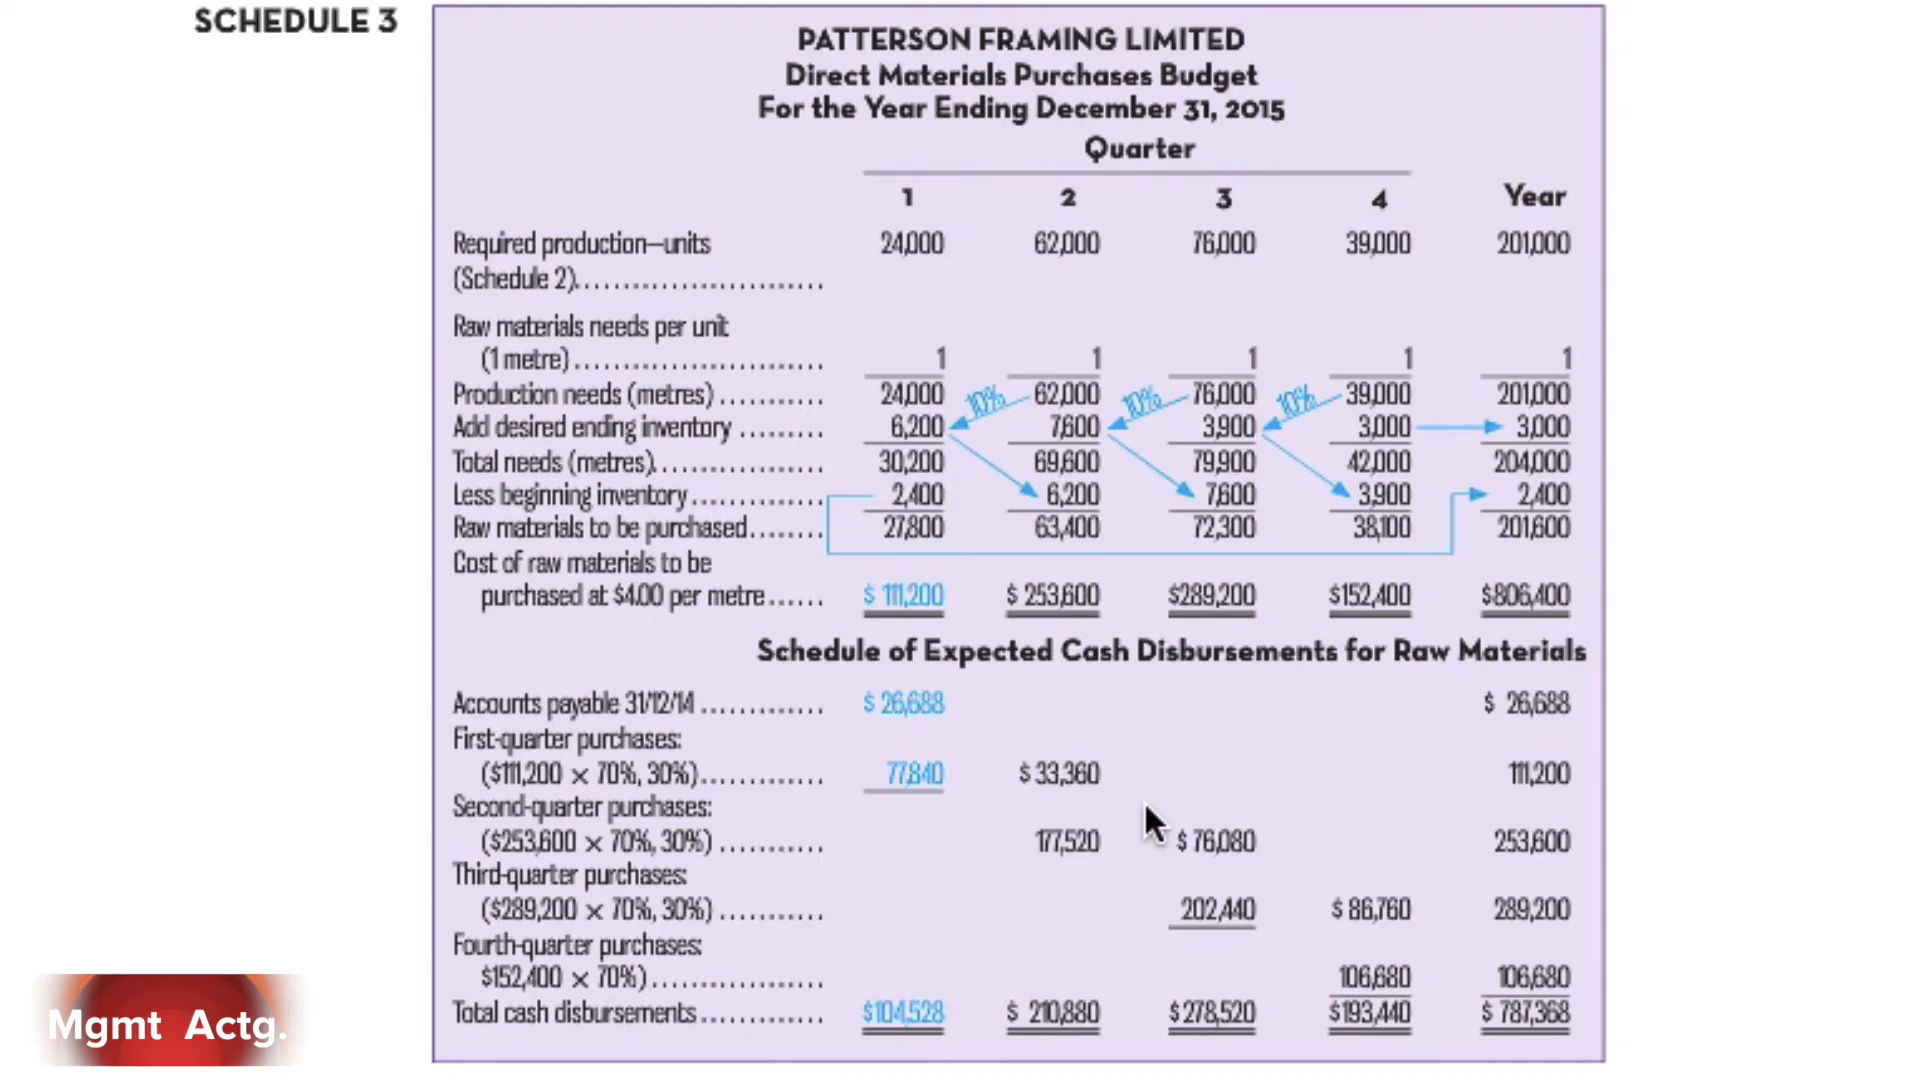 SCHEDULE 3
PATTERSON FRAMING LIMITED
Direct Materials Purchases Budget
For the Year Ending December 31, 2015
Quarter
1 2 3 4 Year
Required production—units 24,000 62,000 76,000 39,000 201,000
(Schedule 2)..........................
Raw materials needs per unit
(1 metre).......................... 1 1 1 1 1
Production needs (metres) ........... 24,000 10% 62,000 10% 76,000 10% 39,000 201,000
Add desired ending inventory ......... 6,200 7,600 3,900 3,000 3,000
Total needs (metres).................. 30,200 69,600 79,900 42,000 204,000
Less beginning inventory.............. 2,400 6,200 7,600 3,900 2,400
Raw materials to be purchased........ 27,800 63,400 72,300 38,100 201,600
Cost of raw materials to be
purchased at $4.00 per metre...... $ 111,200 $ 253,600 $289,200 $152,400 $806,400
Schedule of Expected Cash Disbursements for Raw Materials
Accounts payable 31/12/14 ............. $ 26,688 $ 26,688
First-quarter purchases:
($111,200 × 70%, 30%)............. 77,840 $ 33,360 111,200
Second-quarter purchases:
($253,600 × 70%, 30%) ........... 177,520 $ 76,080 253,600
Third-quarter purchases:
($289,200 × 70%, 30%) ........... 202,440 $ 86,760 289,200
Fourth-quarter purchases:
$152,400 × 70%).................. 106,680 106,680
Total cash disbursements............. $104,528 $ 210,880 $278,520 $193,440 $ 787,368
Mgmt Actg.